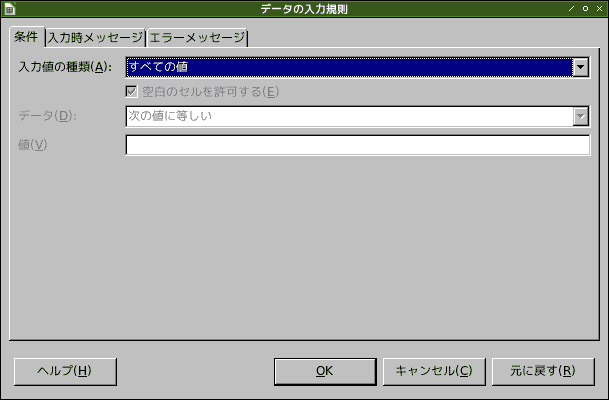 データの入力規則
条件 入力時メッセージ エラーメッセージ
入力値の種類(A): すべての値
空白のセルを許可する(E)
データ(D): 次の値に等しい
値(V)
ヘルプ(H) OK キャンセル(C) 元に戻す(R)